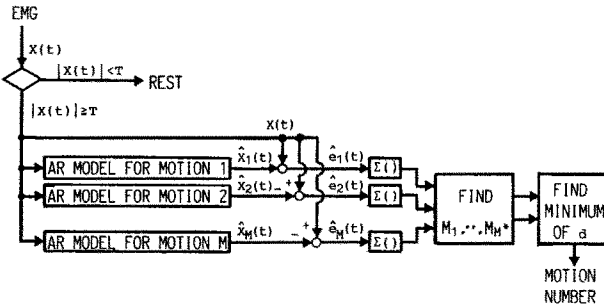 EMG
X(t)
|X(t)|<T
REST
|X(t)|≥T
X(t)
AR MODEL FOR MOTION 1
x̂₁(t)
ê₁(t)
Σ()
AR MODEL FOR MOTION 2
x̂₂(t)
- +
ê₂(t)
Σ()
AR MODEL FOR MOTION M
x̂M(t)
- +
êM(t)
Σ()
FIND
M₁,··,MM*
FIND
MINIMUM
OF d
MOTION
NUMBER